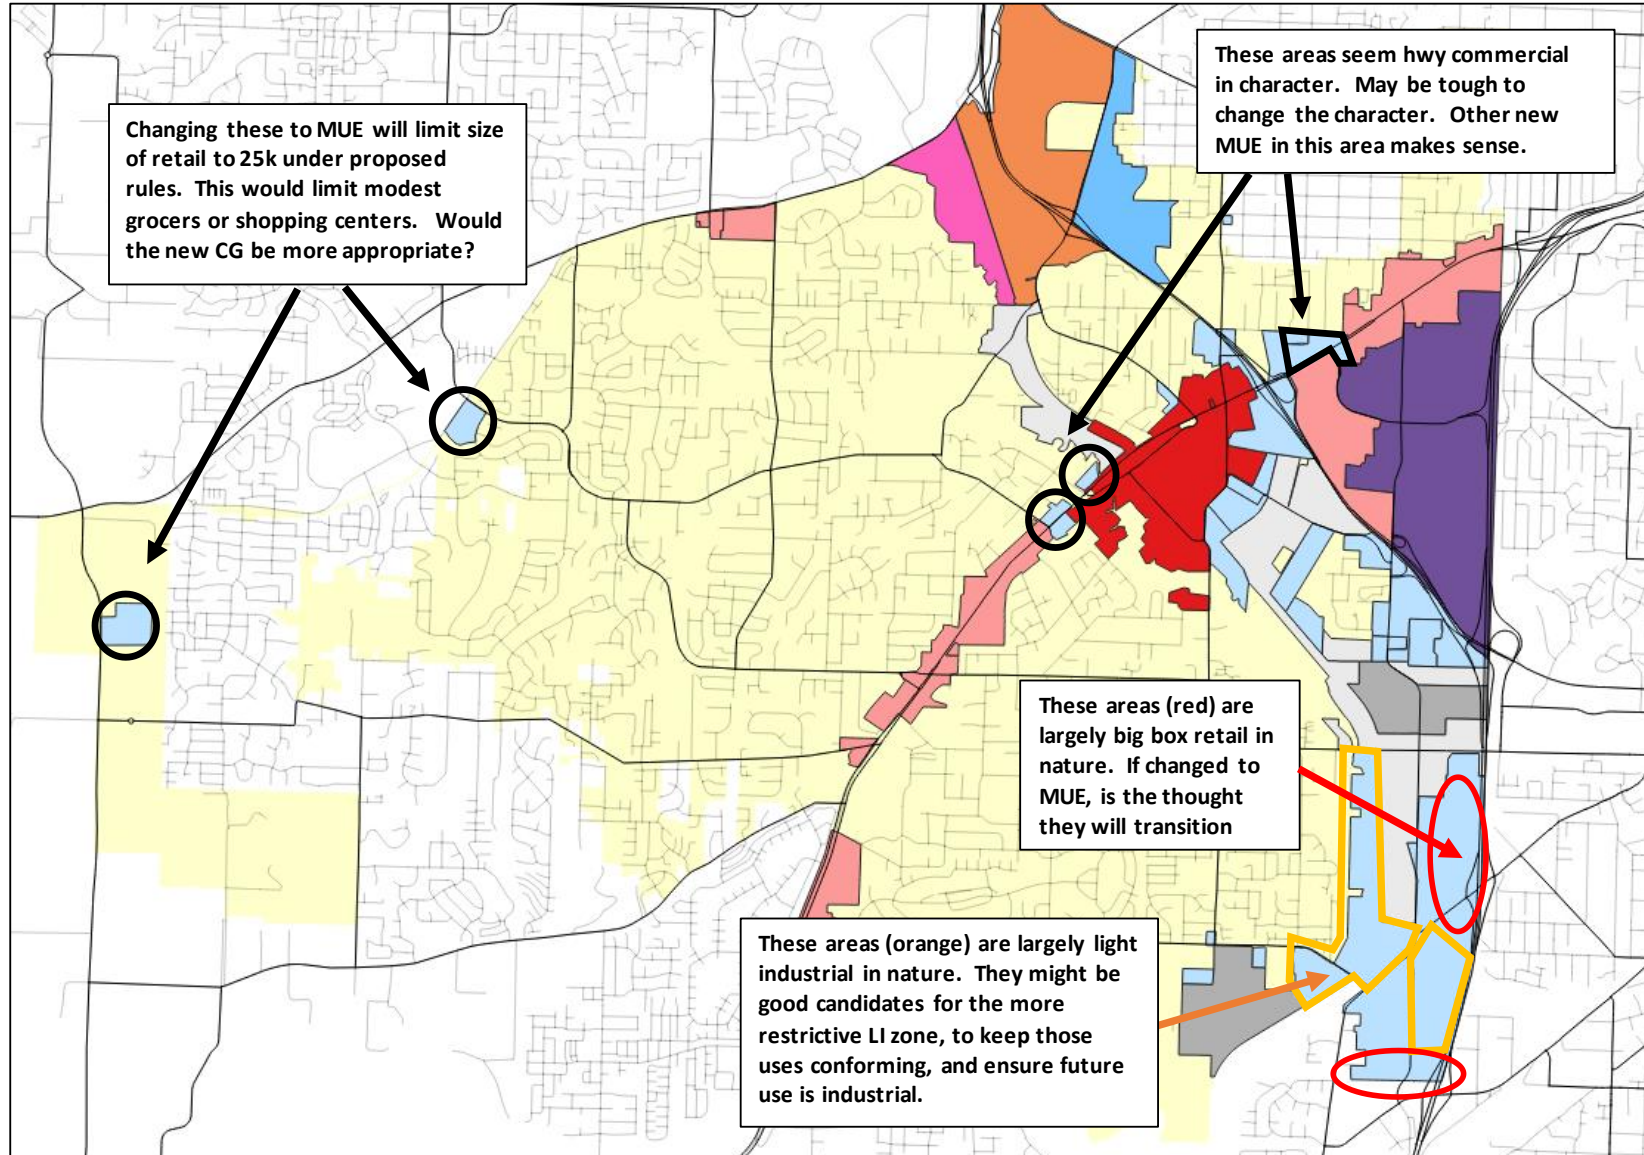 Changing these to MUE will limit size
of retail to 25k under proposed
rules. This would limit modest
grocers or shopping centers. Would
the new CG be more appropriate?
These areas seem hwy commercial
in character. May be tough to
change the character. Other new
MUE in this area makes sense.
These areas (red) are
largely big box retail in
nature. If changed to
MUE, is the thought
they will transition
These areas (orange) are largely light
industrial in nature. They might be
good candidates for the more
restrictive LI zone, to keep those
uses conforming, and ensure future
use is industrial.